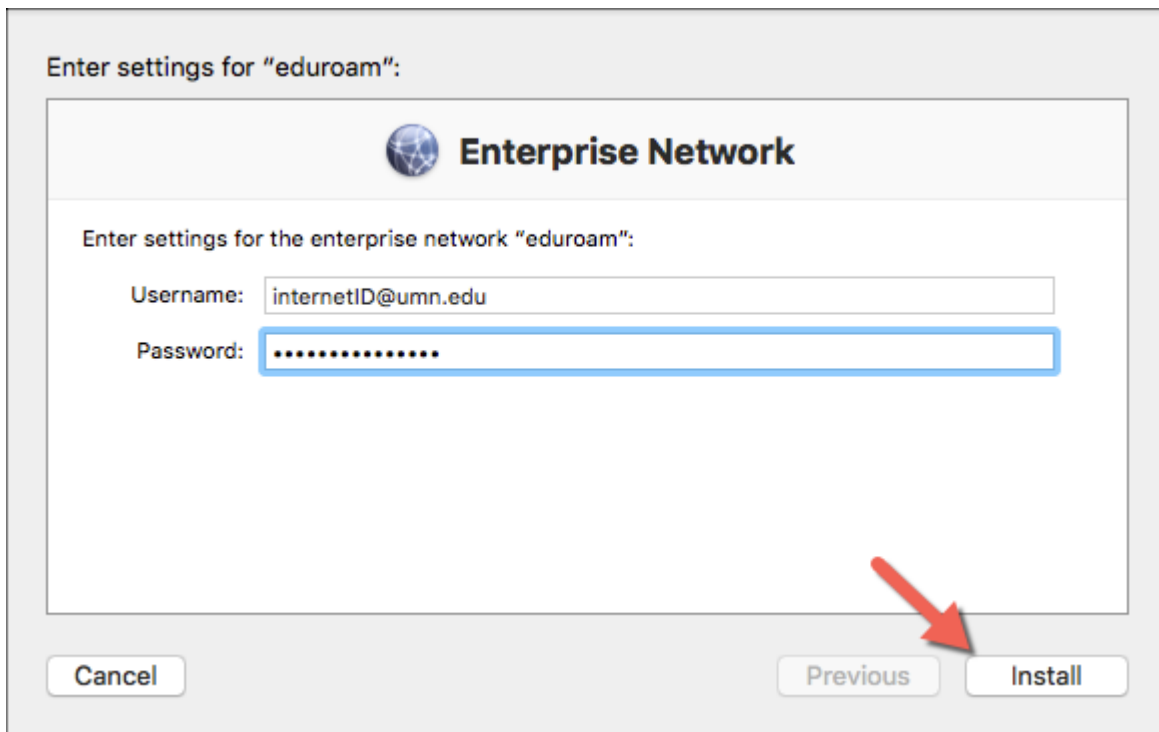 Enter settings for “eduroam”:
Enterprise Network
Enter settings for the enterprise network “eduroam”:
Username: internetID@umn.edu
Password: •••••••••••••••
Cancel Previous Install